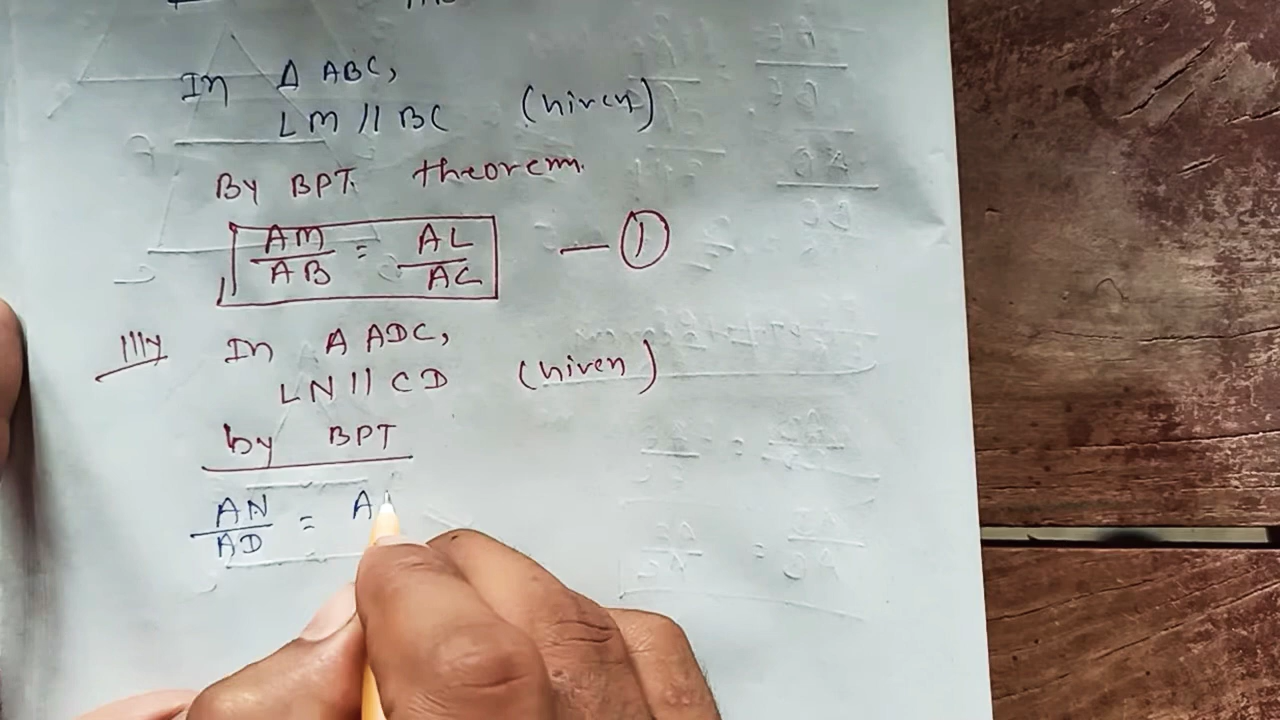 In Δ ABC,
LM // BC (Given)
By BPT. theorem.
AM/AB = AL/AC — ①
Illly In Δ ADC,
LN // CD (Given)
by BPT
AN/AD = A